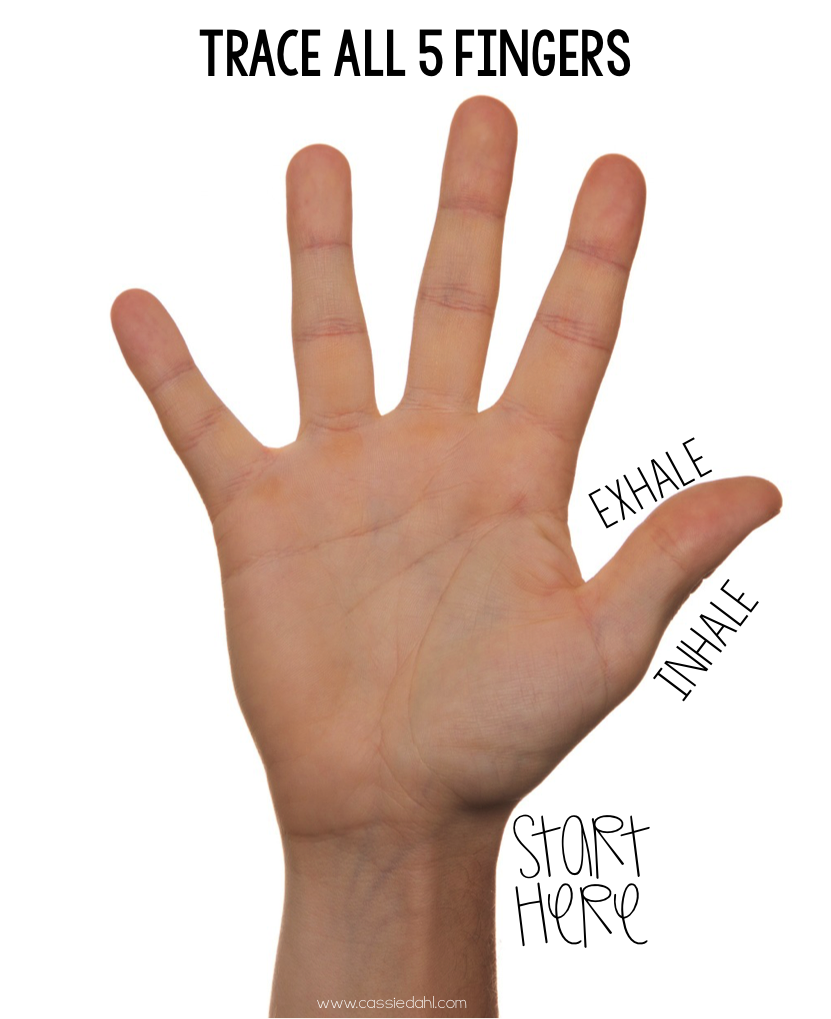 TRACE ALL 5 FINGERS
EXHALE
INHALE
START
HERE
www.cassiedahl.com